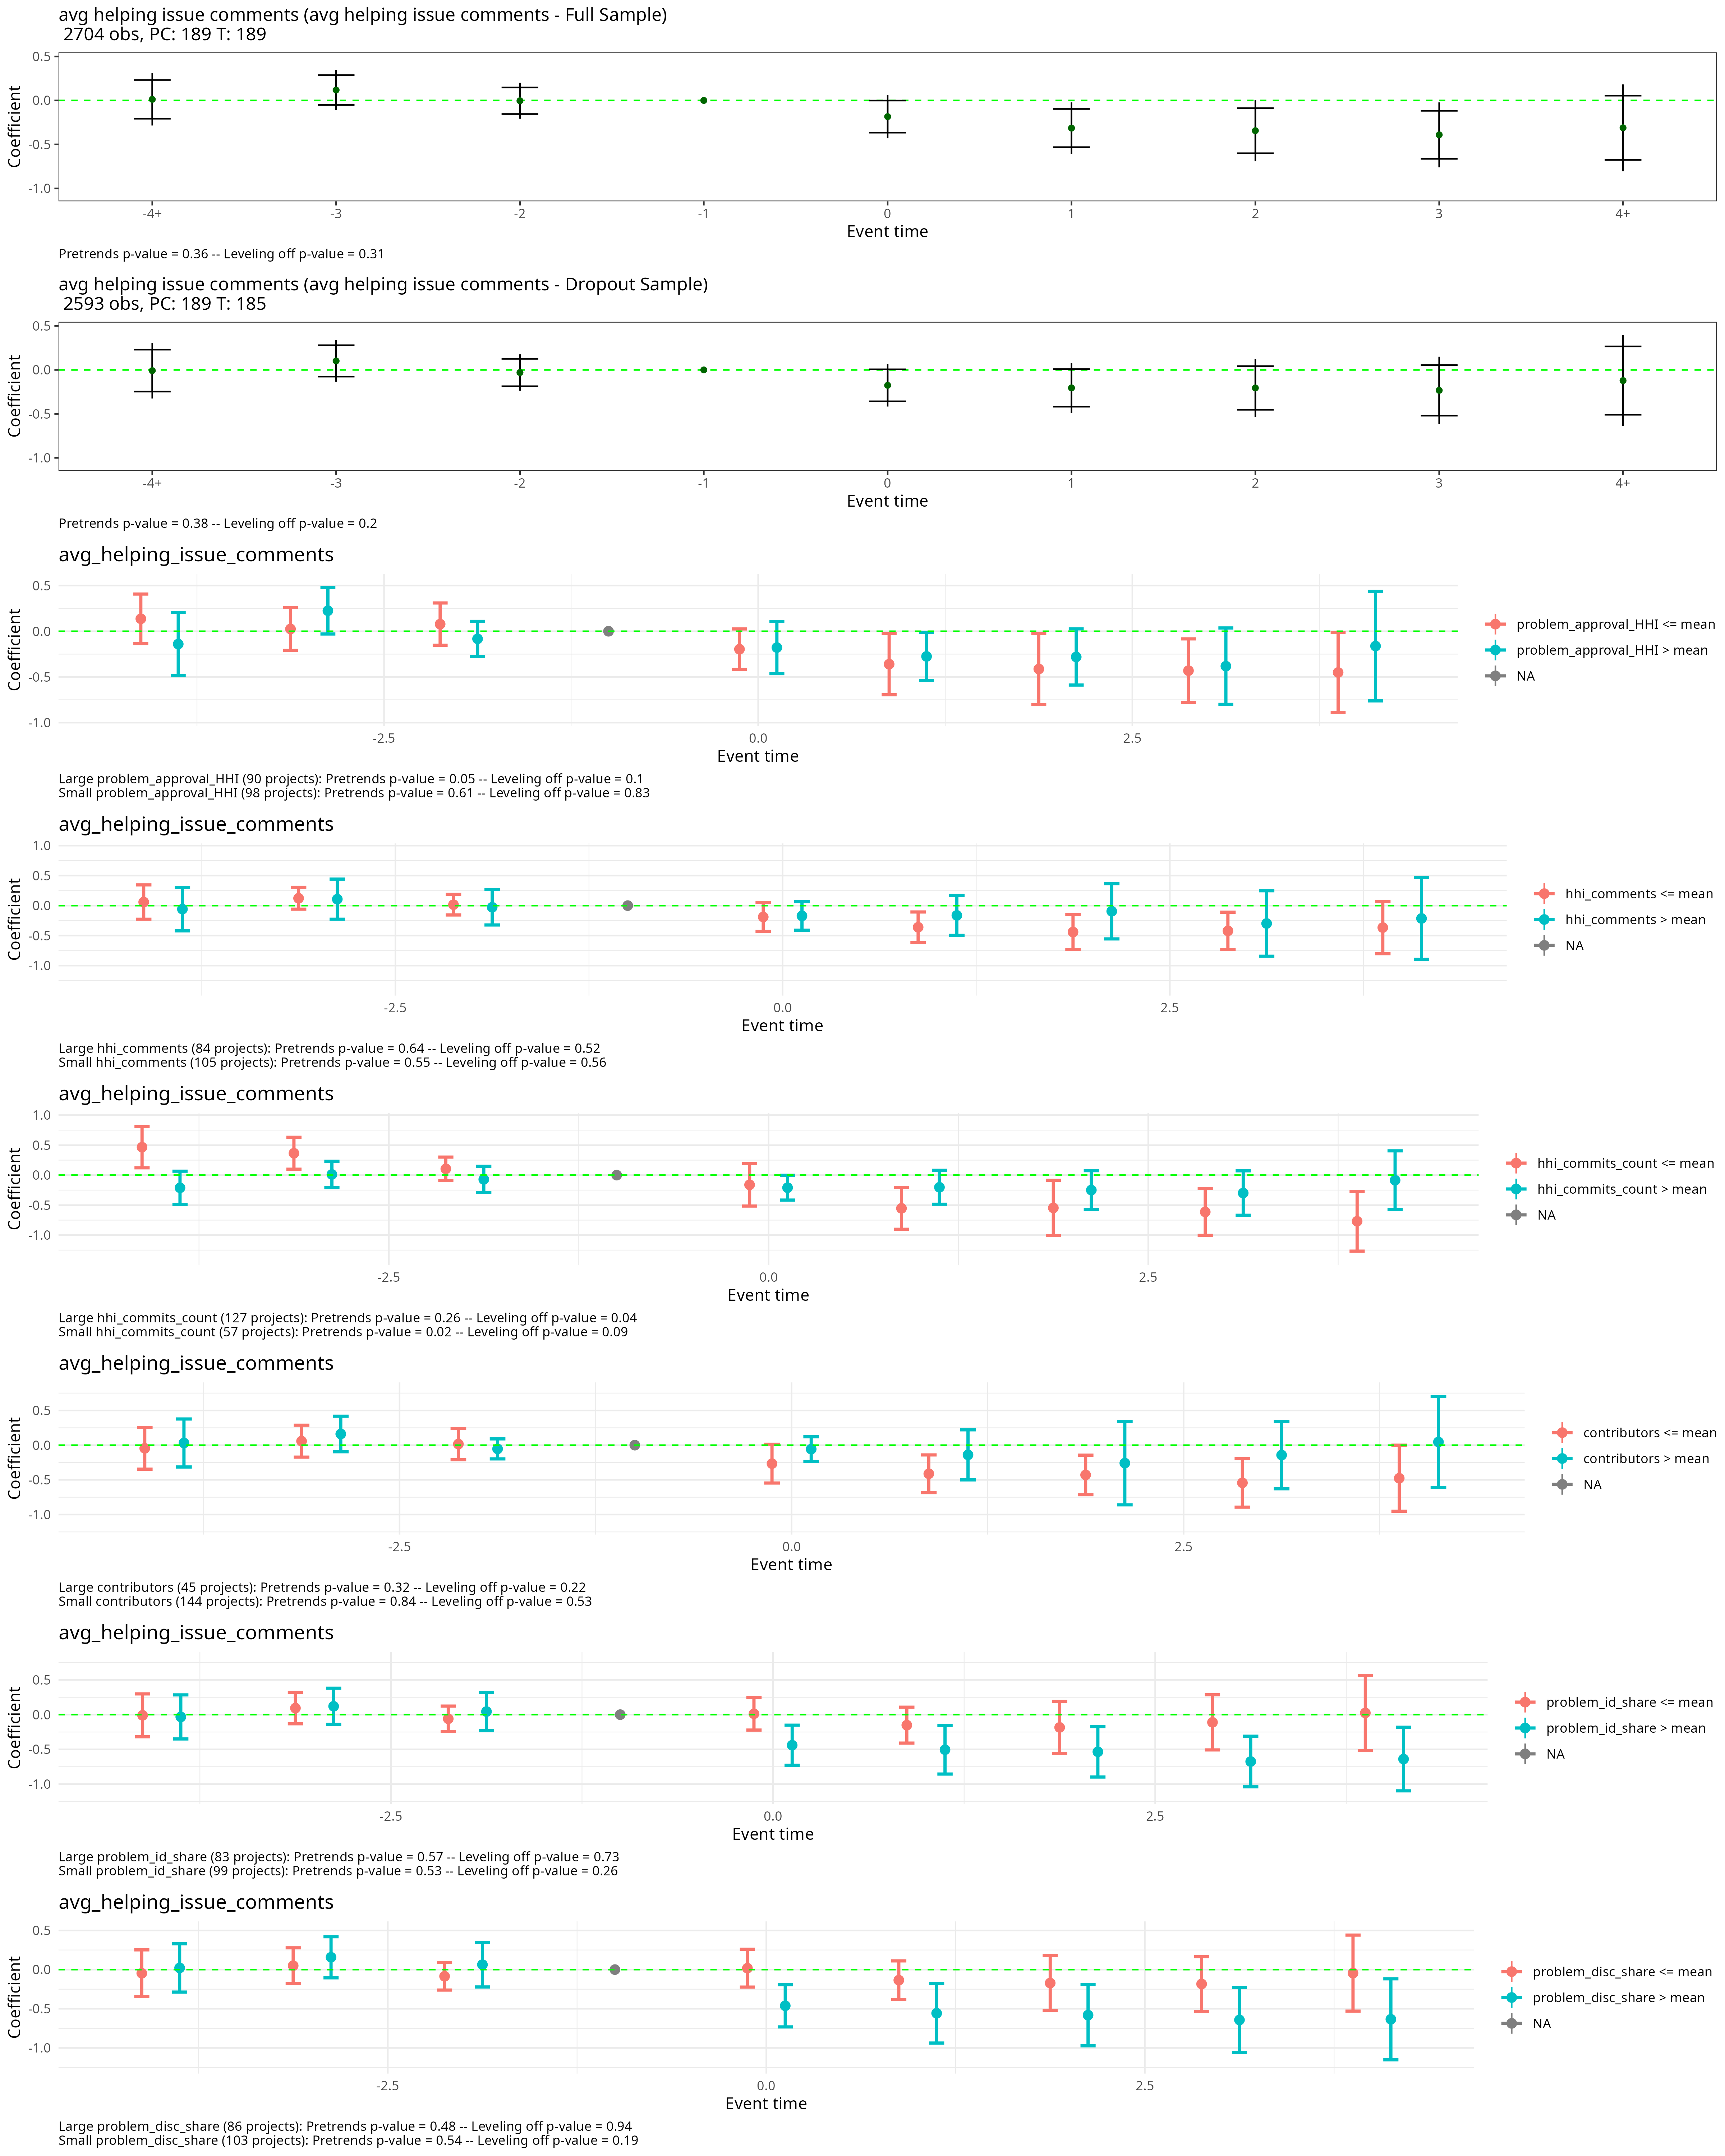 avg helping issue comments (avg helping issue comments - Full Sample)
2704 obs, PC: 189 T: 189
0.5
0.0
-0.5
-1.0
Coefficient
-4+ -3 -2 -1 0 1 2 3 4+
Event time
Pretrends p-value = 0.36 -- Leveling off p-value = 0.31
avg helping issue comments (avg helping issue comments - Dropout Sample)
2593 obs, PC: 189 T: 185
0.5
0.0
-0.5
-1.0
Coefficient
-4+ -3 -2 -1 0 1 2 3 4+
Event time
Pretrends p-value = 0.38 -- Leveling off p-value = 0.2
avg_helping_issue_comments
0.5
0.0
-0.5
-1.0
Coefficient
-2.5 0.0 2.5
Event time
problem_approval_HHI <= mean
problem_approval_HHI > mean
NA
Large problem_approval_HHI (90 projects): Pretrends p-value = 0.05 -- Leveling off p-value = 0.1
Small problem_approval_HHI (98 projects): Pretrends p-value = 0.61 -- Leveling off p-value = 0.83
avg_helping_issue_comments
1.0
0.5
0.0
-0.5
-1.0
Coefficient
-2.5 0.0 2.5
Event time
hhi_comments <= mean
hhi_comments > mean
NA
Large hhi_comments (84 projects): Pretrends p-value = 0.64 -- Leveling off p-value = 0.52
Small hhi_comments (105 projects): Pretrends p-value = 0.55 -- Leveling off p-value = 0.56
avg_helping_issue_comments
1.0
0.5
0.0
-0.5
-1.0
Coefficient
-2.5 0.0 2.5
Event time
hhi_commits_count <= mean
hhi_commits_count > mean
NA
Large hhi_commits_count (127 projects): Pretrends p-value = 0.26 -- Leveling off p-value = 0.04
Small hhi_commits_count (57 projects): Pretrends p-value = 0.02 -- Leveling off p-value = 0.09
avg_helping_issue_comments
0.5
0.0
-0.5
-1.0
Coefficient
-2.5 0.0 2.5
Event time
contributors <= mean
contributors > mean
NA
Large contributors (45 projects): Pretrends p-value = 0.32 -- Leveling off p-value = 0.22
Small contributors (144 projects): Pretrends p-value = 0.84 -- Leveling off p-value = 0.53
avg_helping_issue_comments
0.5
0.0
-0.5
-1.0
Coefficient
-2.5 0.0 2.5
Event time
problem_id_share <= mean
problem_id_share > mean
NA
Large problem_id_share (83 projects): Pretrends p-value = 0.57 -- Leveling off p-value = 0.73
Small problem_id_share (99 projects): Pretrends p-value = 0.53 -- Leveling off p-value = 0.26
avg_helping_issue_comments
0.5
0.0
-0.5
-1.0
Coefficient
-2.5 0.0 2.5
Event time
problem_disc_share <= mean
problem_disc_share > mean
NA
Large problem_disc_share (86 projects): Pretrends p-value = 0.48 -- Leveling off p-value = 0.94
Small problem_disc_share (103 projects): Pretrends p-value = 0.54 -- Leveling off p-value = 0.19